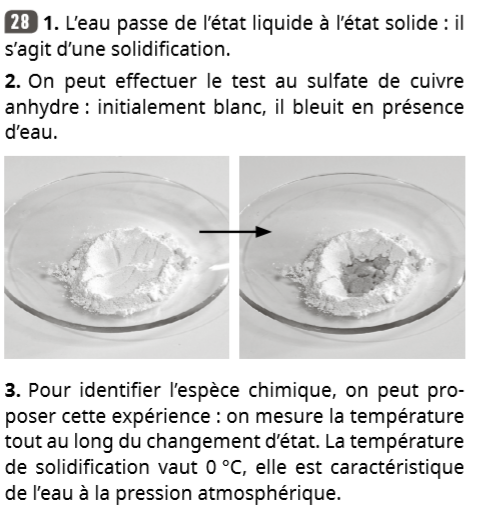 28 1. L’eau passe de l’état liquide à l’état solide : il
s’agit d’une solidification.
2. On peut effectuer le test au sulfate de cuivre
anhydre : initialement blanc, il bleuit en présence
d’eau.
3. Pour identifier l’espèce chimique, on peut pro-
poser cette expérience : on mesure la température
tout au long du changement d’état. La température
de solidification vaut 0 °C, elle est caractéristique
de l’eau à la pression atmosphérique.